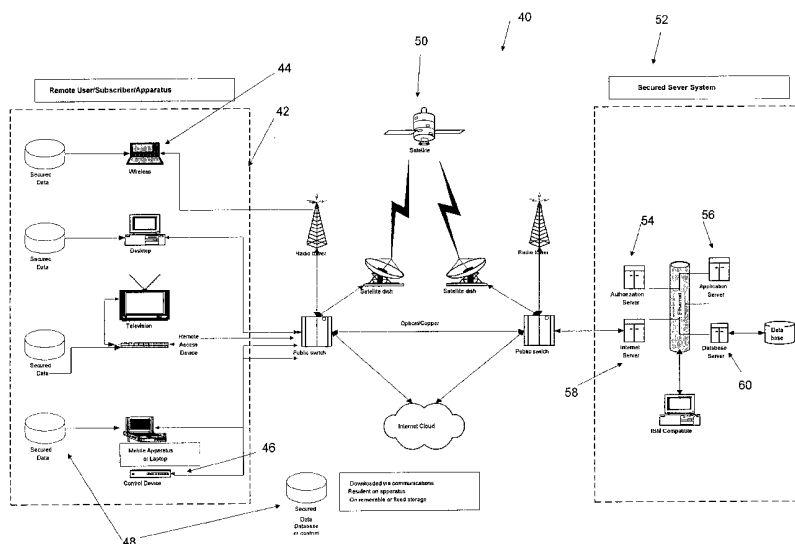 40
50
52
44
Remote User/Subscriber/Apparatus
Secured Sever System
42
Secured
Data
Wireless
Satellite
54
56
Secured
Data
Desktop
Radio tower
Radio tower
Satellite dish
Satellite dish
Authorization
Server
Application
Server
Ethernet
Television
Secured
Data
Remote
Access
Device
Public switch
Optical/Copper
Public switch
Internet
Server
Database
Server
Data
base
58
60
IBM Compatible
Internet Cloud
Secured
Data
Mobile Apparatus
or Laptop
46
Control Device
48
Secured
Data
Database
or content
Downloaded via communications
Resident on apparatus
On removable or fixed storage